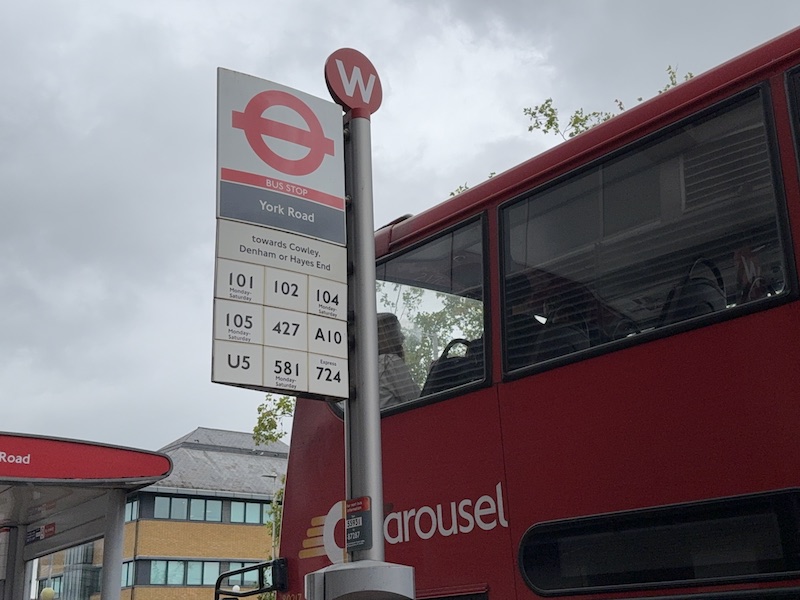 W
BUS STOP
York Road
towards Cowley,
Denham or Hayes End
101 102 104
Monday-Saturday Monday-Saturday
105 427 A10
Monday-Saturday
U5 581 Express 724
Monday-Saturday
Road
Carousel